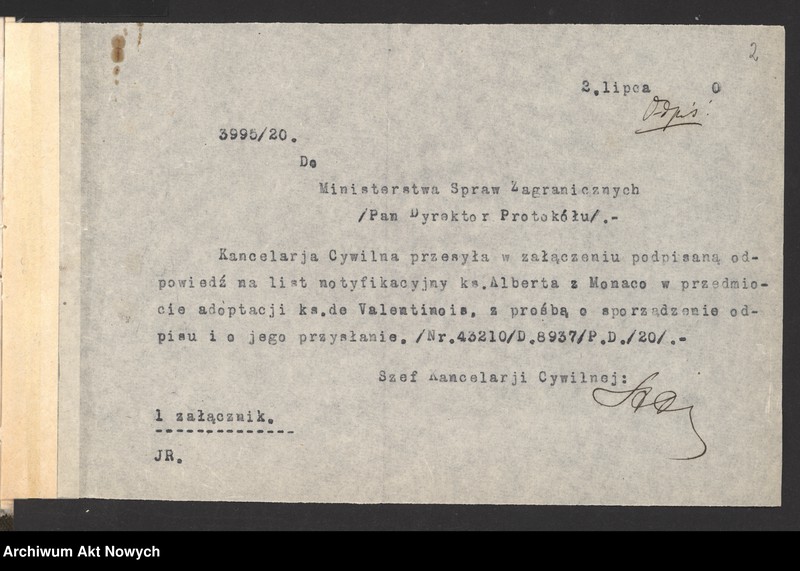 2
2.lipca 0
Odpis.
3995/20.
Do
Ministerstwa Spraw Zagranicznych
/Pan Dyrektor Protokółu/.-
Kancelarja Cywilna przesyła w załączeniu podpisaną od-
powiedź na list notyfikacyjny ks.Alberta z Monaco w przedmio-
cie adoptacji ks.de Valentinois, z prośbą o sporządzenie od-
pisu i o jego przysłanie. /Nr.43210/D.8937/P.D./20/.-
Szef Kancelarji Cywilnej:
1 załącznik.
JR.
Archiwum Akt Nowych